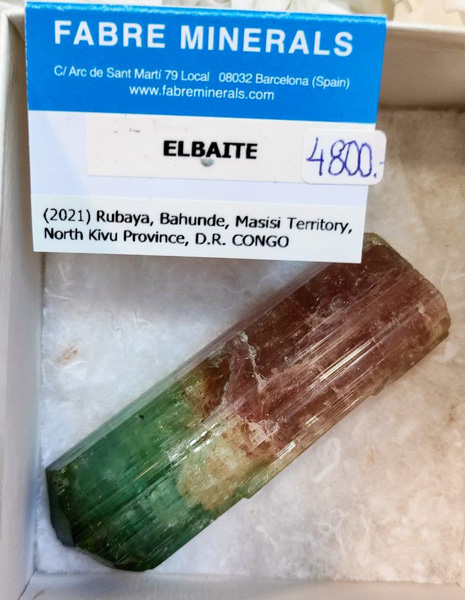 FABRE MINERALS
C/ Arc de Sant Martí 79 Local 08032 Barcelona (Spain)
www.fabreminerals.com
ELBAITE
4800.-
(2021) Rubaya, Bahunde, Masisi Territory,
North Kivu Province, D.R. CONGO